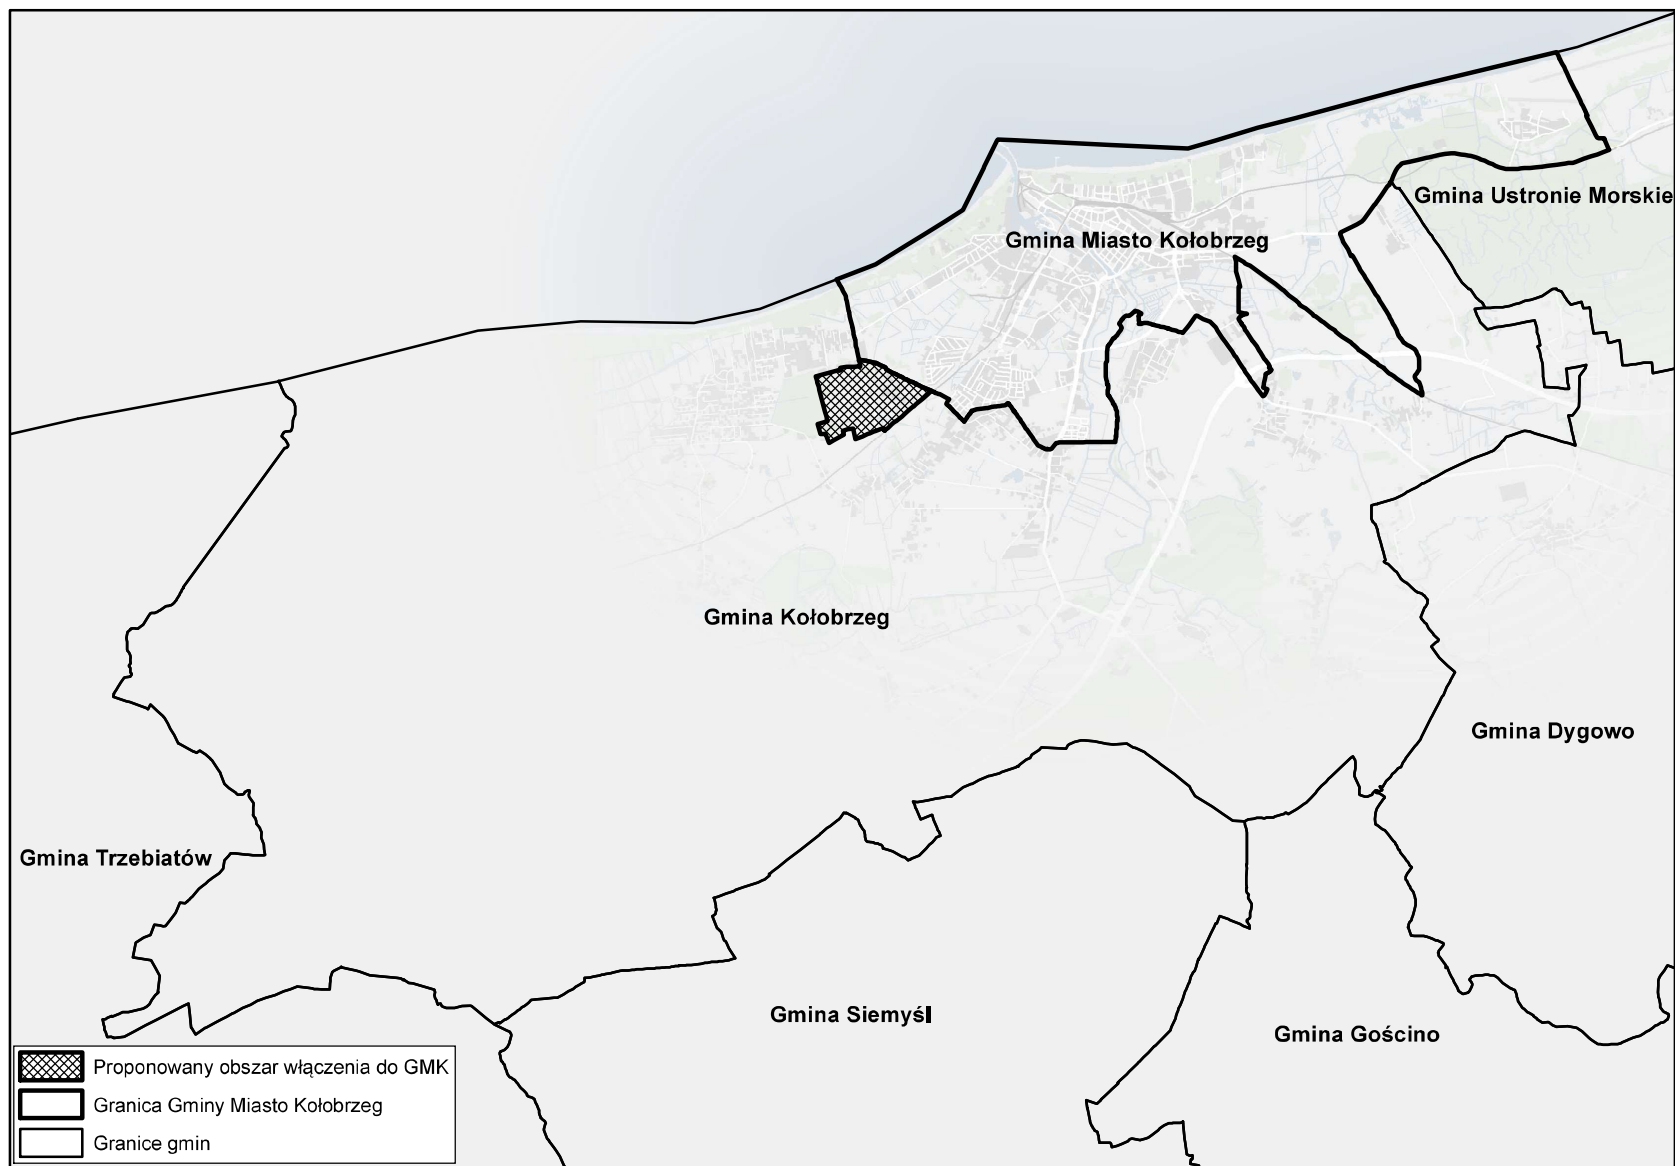 Gmina Ustronie Morskie
Gmina Miasto Kołobrzeg
Gmina Kołobrzeg
Gmina Dygowo
Gmina Trzebiatów
Gmina Siemyśl
Gmina Gościno
Proponowany obszar włączenia do GMK
Granica Gminy Miasto Kołobrzeg
Granice gmin